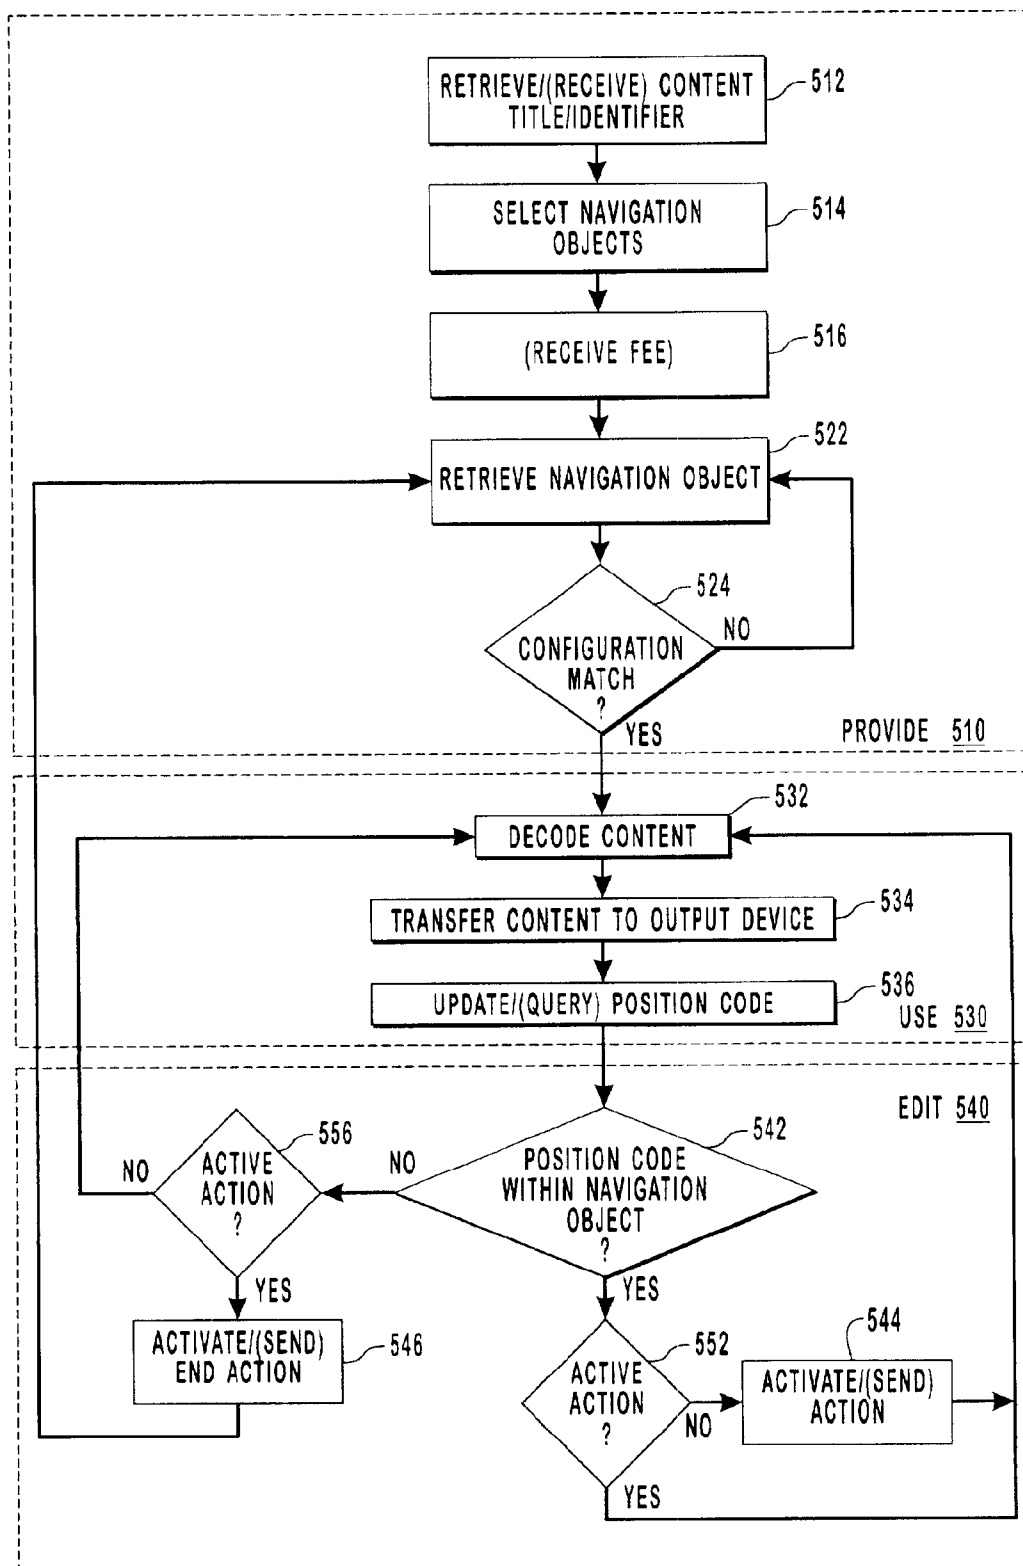 RETRIEVE/(RECEIVE) CONTENT
TITLE/IDENTIFIER
512
SELECT NAVIGATION
OBJECTS
514
(RECEIVE FEE)
516
522
RETRIEVE NAVIGATION OBJECT
524
NO
CONFIGURATION
MATCH
?
YES
PROVIDE 510
532
DECODE CONTENT
534
TRANSFER CONTENT TO OUTPUT DEVICE
536
UPDATE/(QUERY) POSITION CODE
USE 530
EDIT 540
556
NO
ACTIVE
ACTION
?
YES
NO
542
POSITION CODE
WITHIN NAVIGATION
OBJECT
?
YES
ACTIVATE/(SEND)
END ACTION
546
552
ACTIVE
ACTION
?
NO
YES
544
ACTIVATE/(SEND)
ACTION